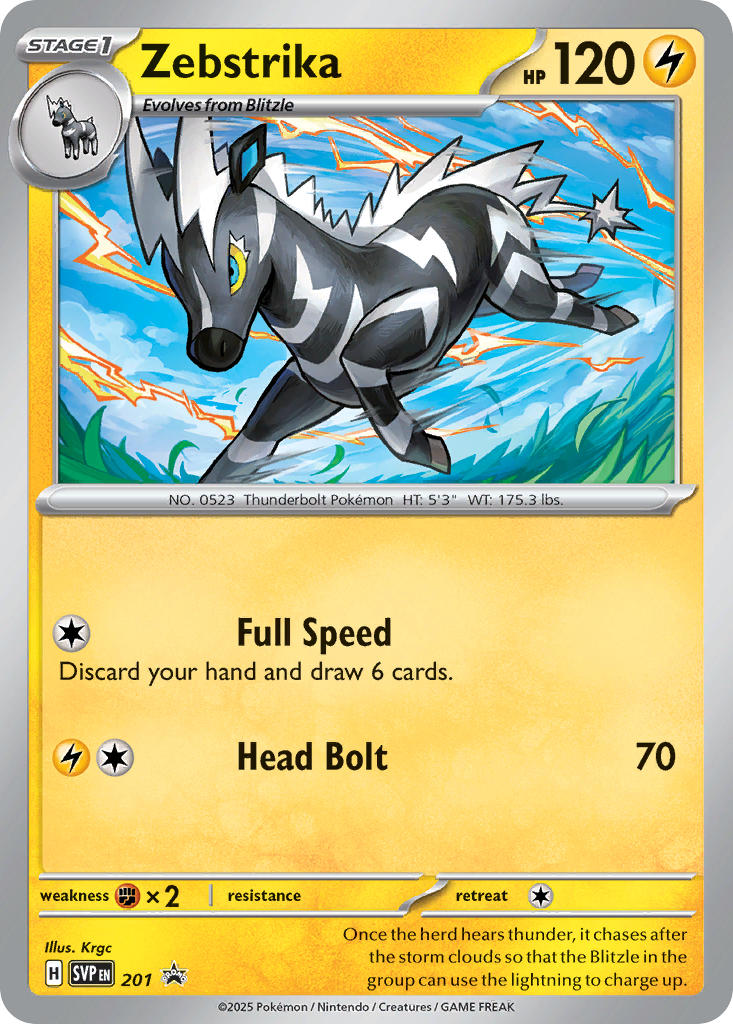 STAGE1
Zebstrika
HP 120
Evolves from Blitzle
NO. 0523 Thunderbolt Pokémon HT: 5'3" WT: 175.3 lbs.
Full Speed
Discard your hand and draw 6 cards.
Head Bolt 70
weakness ×2 resistance retreat
Illus. Krgc
H SVP EN 201 PROMO
Once the herd hears thunder, it chases after
the storm clouds so that the Blitzle in the
group can use the lightning to charge up.
©2025 Pokémon / Nintendo / Creatures / GAME FREAK